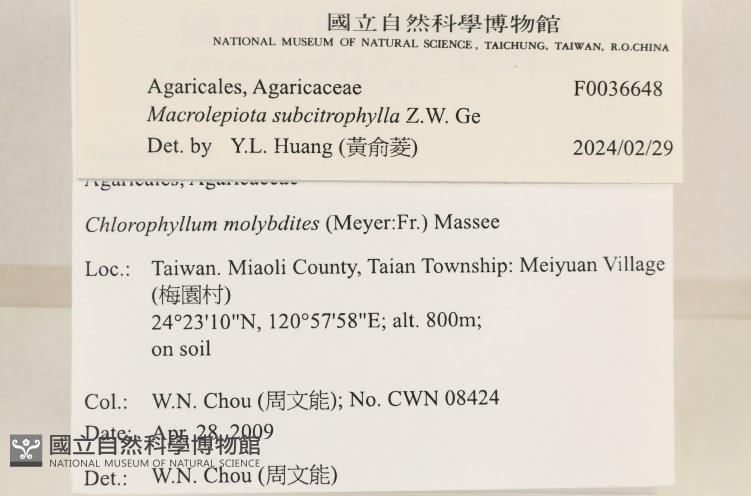 國立自然科學博物館
NATIONAL MUSEUM OF NATURAL SCIENCE, TAICHUNG, TAIWAN, R.O.CHINA
Agaricales, Agaricaceae F0036648
Macrolepiota subcitrophylla Z.W. Ge
Det. by Y.L. Huang (黃俞菱) 2024/02/29
Agaricales, Agaricaceae
Chlorophyllum molybdites (Meyer:Fr.) Massee
Loc.: Taiwan. Miaoli County, Taian Township: Meiyuan Village
(梅園村)
24°23'10"N, 120°57'58"E; alt. 800m;
on soil
Col.: W.N. Chou (周文能); No. CWN 08424
Date: Apr. 28, 2009
國立自然科學博物館
NATIONAL MUSEUM OF NATURAL SCIENCE
Det.: W.N. Chou (周文能)